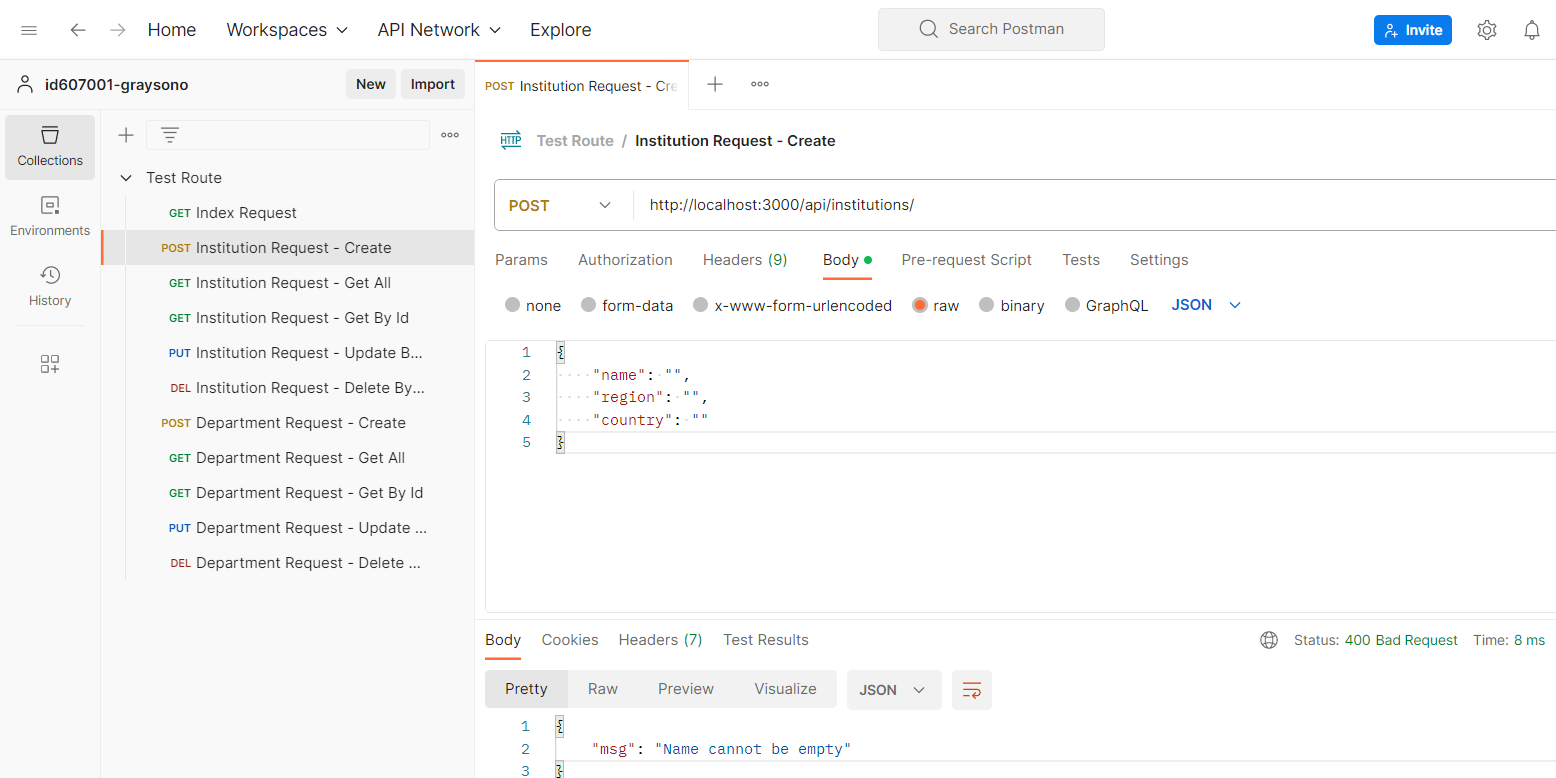 Home Workspaces API Network Explore Search Postman Invite
id607001-graysono New Import
Collections
Environments
History
Test Route
GET Index Request
POST Institution Request - Create
GET Institution Request - Get All
GET Institution Request - Get By Id
PUT Institution Request - Update B...
DEL Institution Request - Delete By...
POST Department Request - Create
GET Department Request - Get All
GET Department Request - Get By Id
PUT Department Request - Update ...
DEL Department Request - Delete ...
POST Institution Request - Cre
HTTP Test Route / Institution Request - Create
POST http://localhost:3000/api/institutions/
Params Authorization Headers (9) Body Pre-request Script Tests Settings
none form-data x-www-form-urlencoded raw binary GraphQL JSON
1 {
2 "name": "",
3 "region": "",
4 "country": ""
5 }
Body Cookies Headers (7) Test Results Status: 400 Bad Request Time: 8 ms
Pretty Raw Preview Visualize JSON
1 {
2 "msg": "Name cannot be empty"
3 }